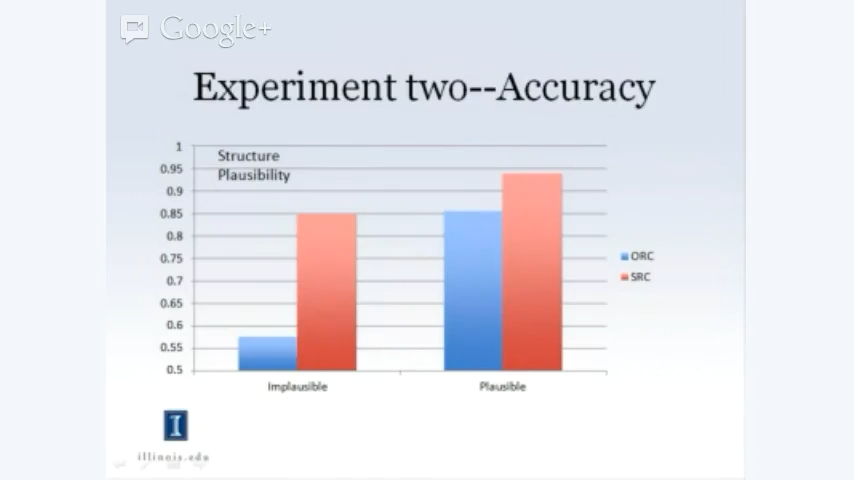 Google+
Experiment two--Accuracy
Structure
Plausibility
1
0.95
0.9
0.85
0.8
0.75
0.7
0.65
0.6
0.55
0.5
Implausible
Plausible
ORC
SRC
I
illinois.edu